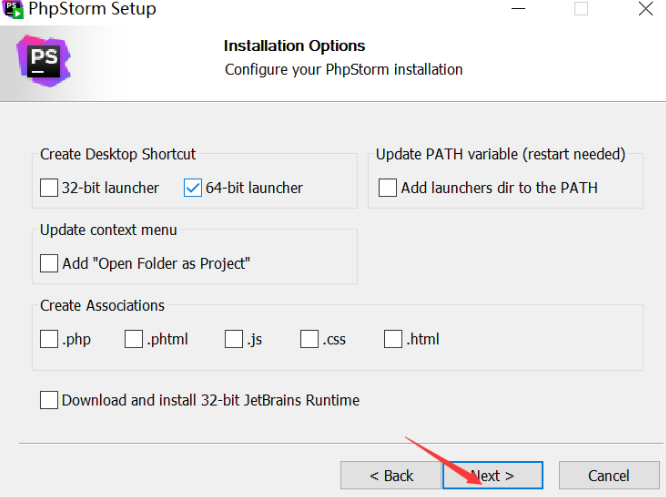 PhpStorm Setup
PS
Installation Options
Configure your PhpStorm installation
Create Desktop Shortcut
32-bit launcher
64-bit launcher
Update PATH variable (restart needed)
Add launchers dir to the PATH
Update context menu
Add "Open Folder as Project"
Create Associations
.php
.phtml
.js
.css
.html
Download and install 32-bit JetBrains Runtime
< Back
Next >
Cancel